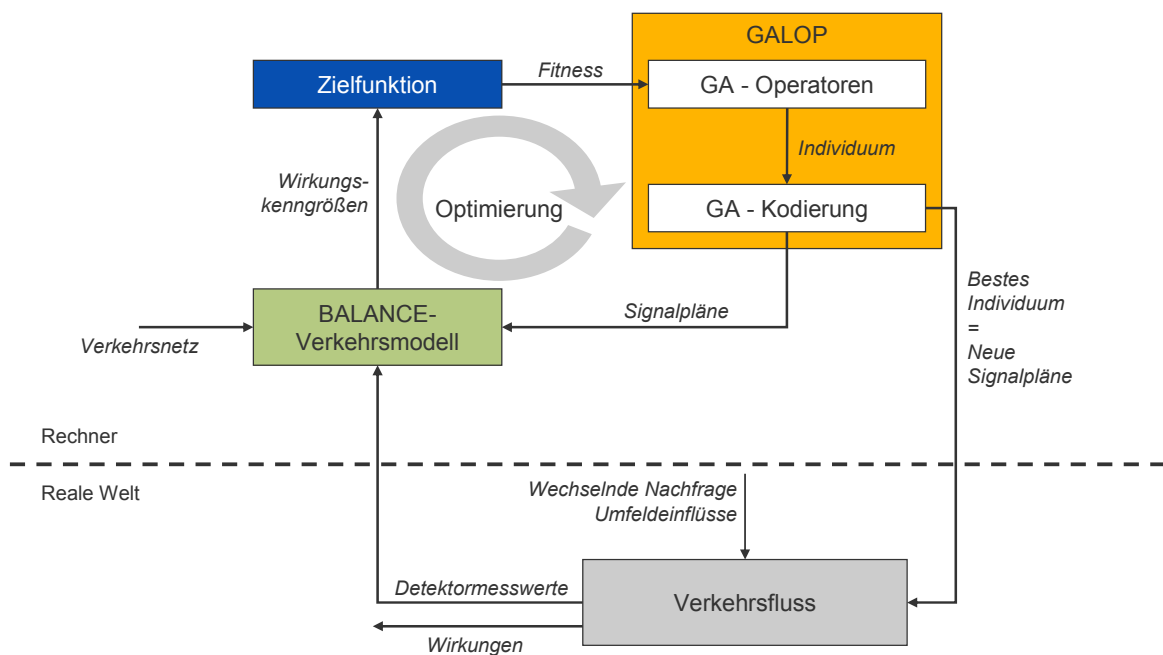 GALOP
Zielfunktion
Fitness
GA - Operatoren
Individuum
Wirkungs-
kenngrößen
Optimierung
GA - Kodierung
Bestes
Individuum
=
Neue
Signalpläne
BALANCE-
Verkehrsmodell
Signalpläne
Verkehrsnetz
Rechner
Reale Welt
Wechselnde Nachfrage
Umfeldeinflüsse
Detektormesswerte
Verkehrsfluss
Wirkungen